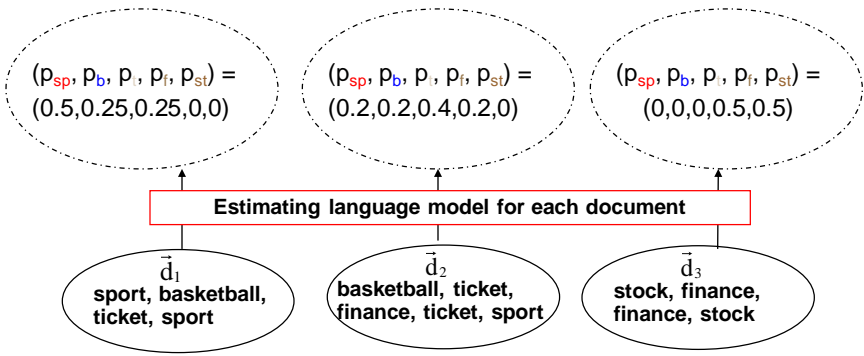 (p_sp, p_b, p_t, p_f, p_st) =
(0.5,0.25,0.25,0,0)
(p_sp, p_b, p_t, p_f, p_st) =
(0.2,0.2,0.4,0.2,0)
(p_sp, p_b, p_t, p_f, p_st) =
(0,0,0,0.5,0.5)
Estimating language model for each document
d⃗1
sport, basketball,
ticket, sport
d⃗2
basketball, ticket,
finance, ticket, sport
d⃗3
stock, finance,
finance, stock